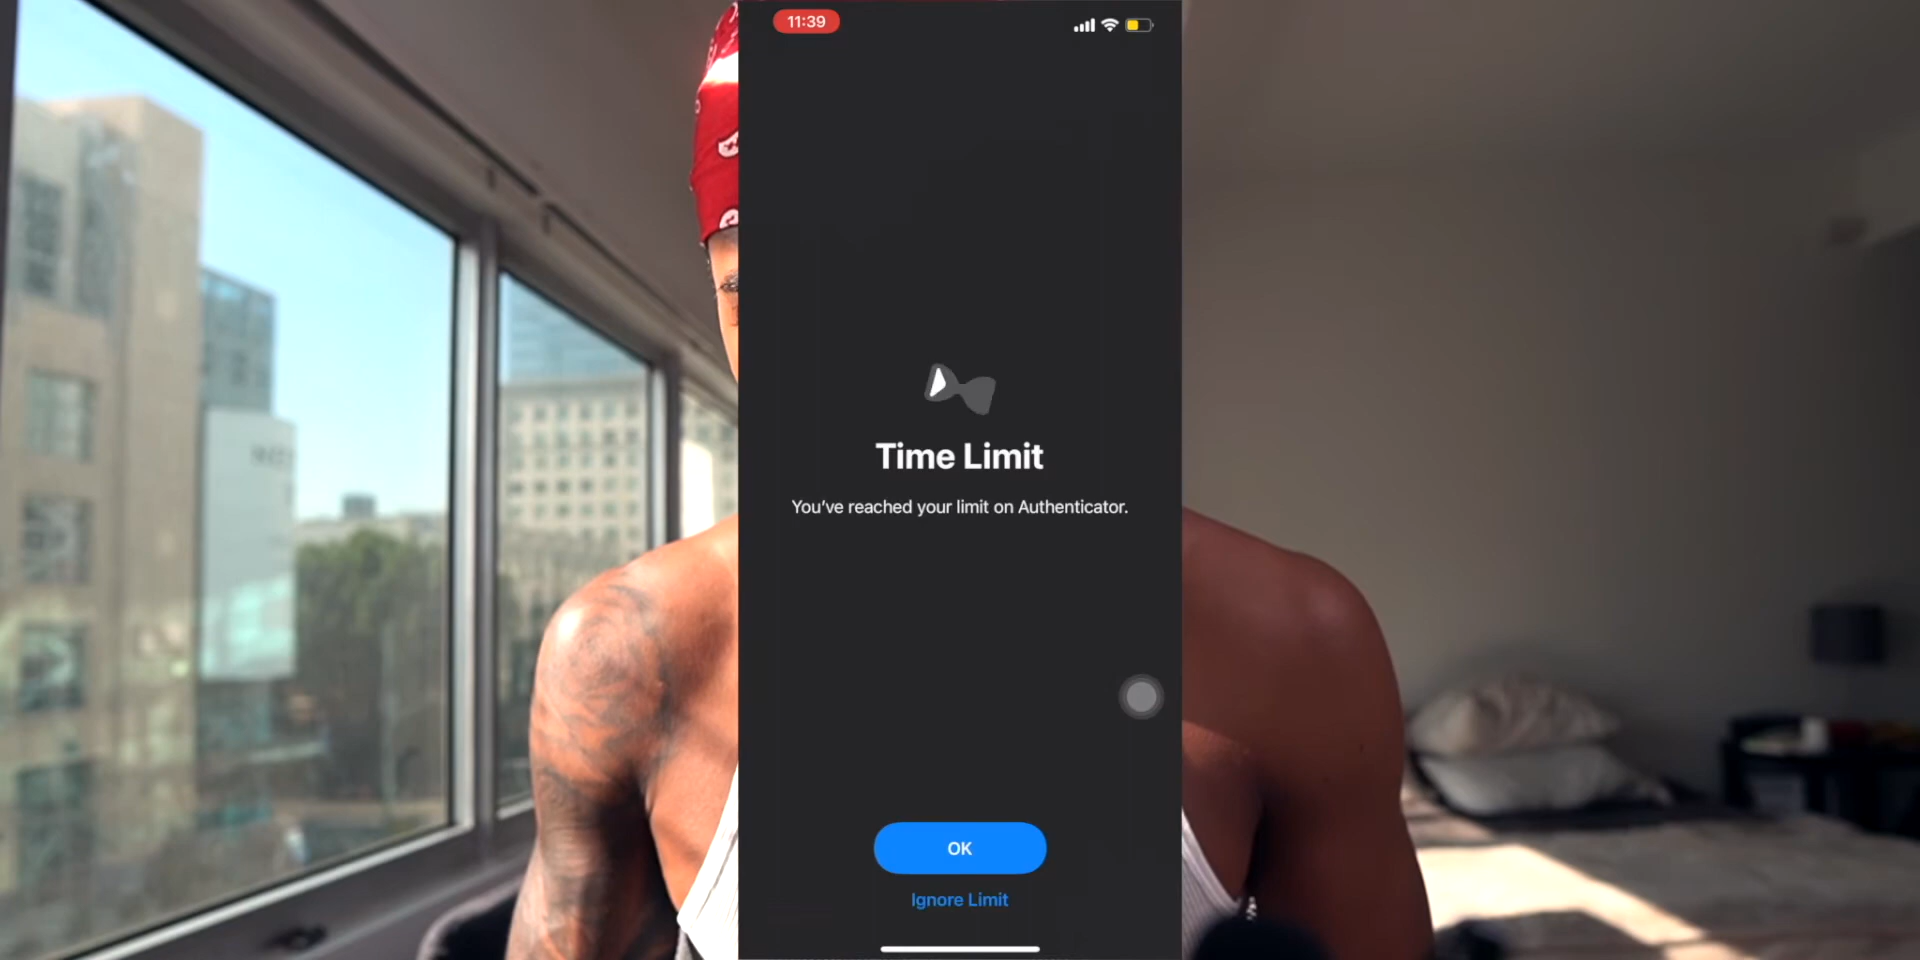 11:39
Time Limit
You've reached your limit on Authenticator.
OK
Ignore Limit